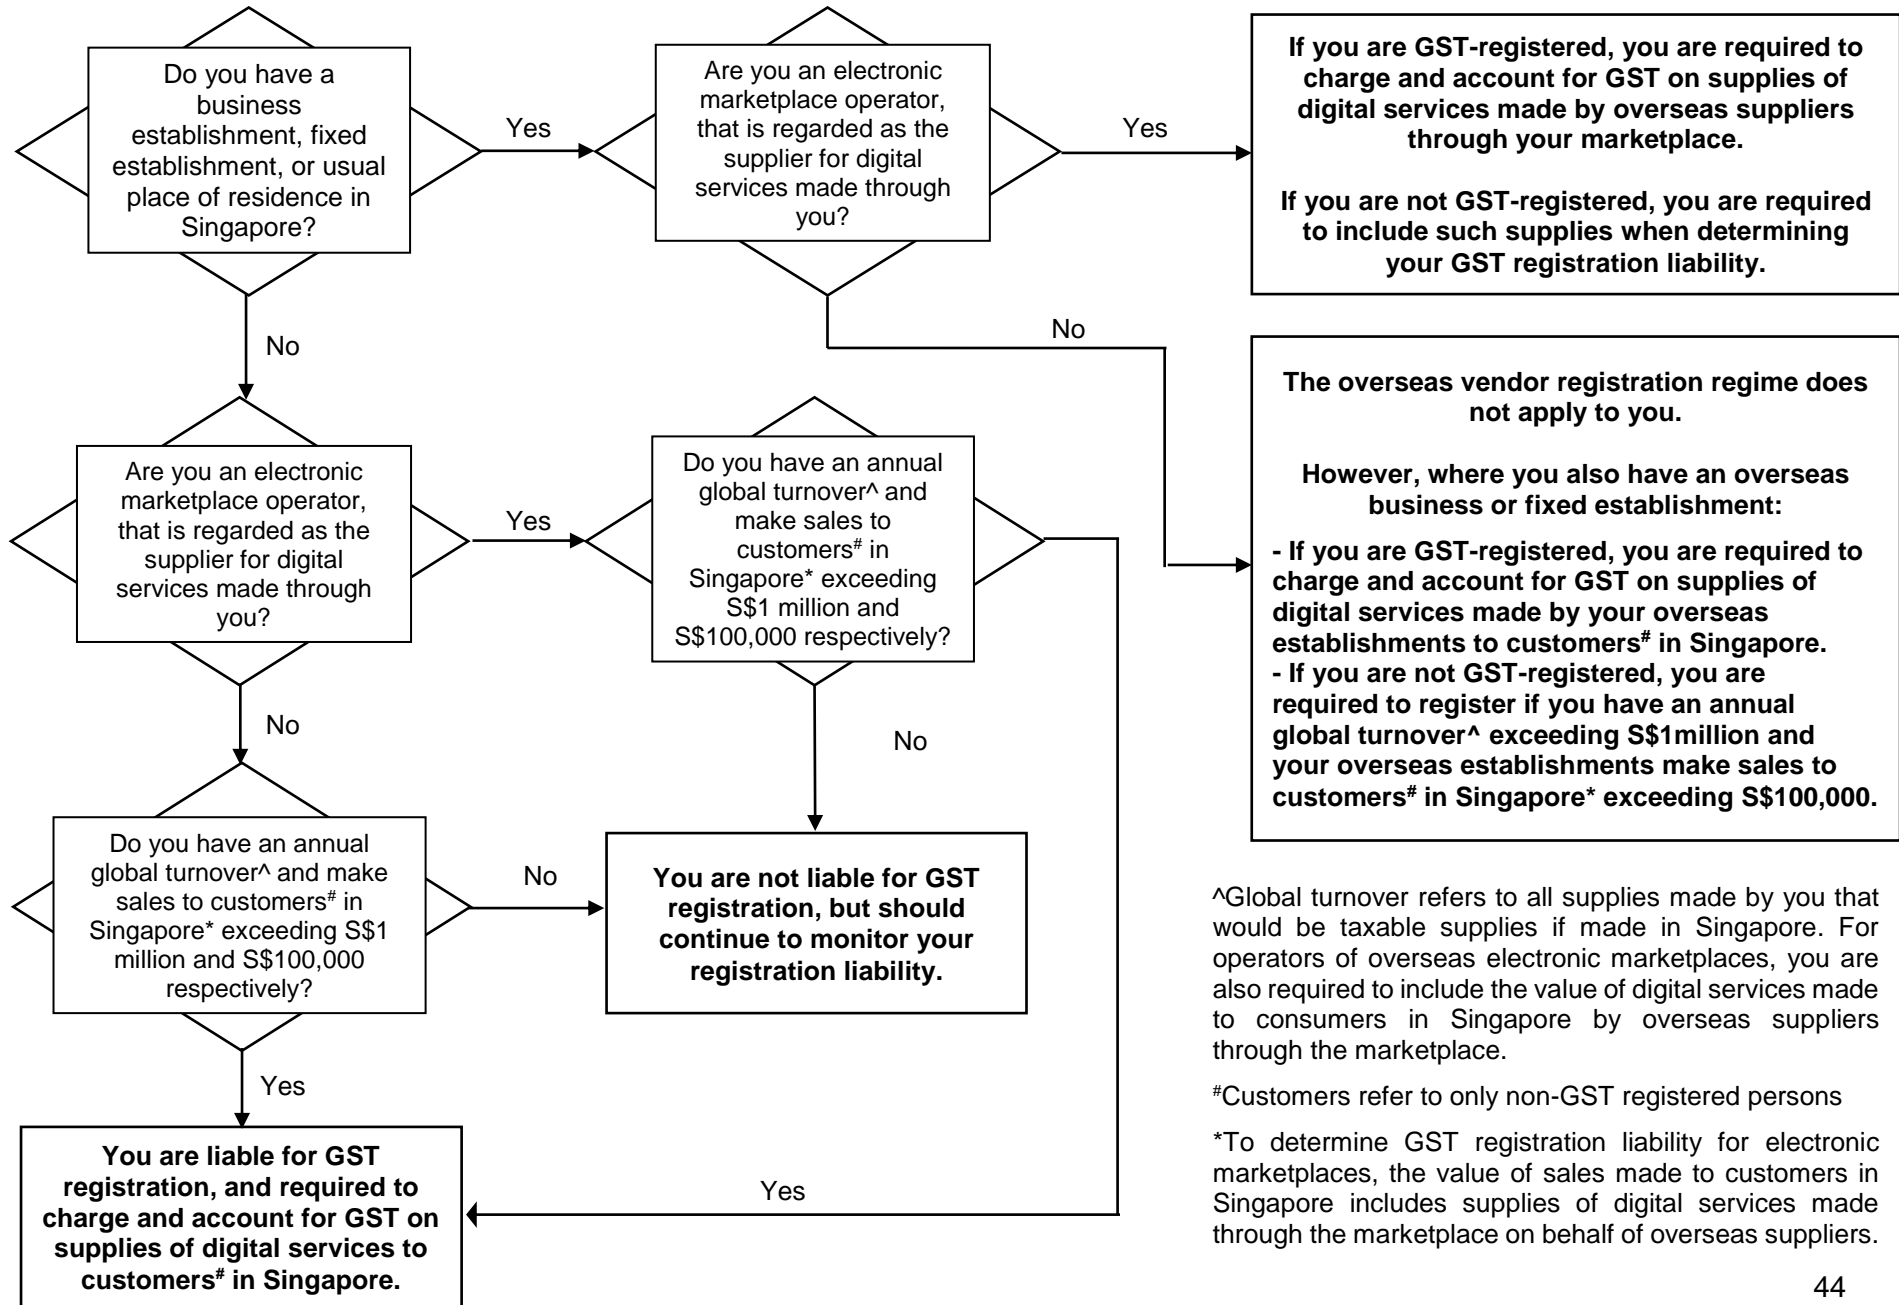 Do you have a
business
establishment, fixed
establishment, or usual
place of residence in
Singapore?
Yes
Are you an electronic
marketplace operator,
that is regarded as the
supplier for digital
services made through
you?
Yes
If you are GST-registered, you are required to
charge and account for GST on supplies of
digital services made by overseas suppliers
through your marketplace.
If you are not GST-registered, you are required
to include such supplies when determining
your GST registration liability.
No
No
The overseas vendor registration regime does
not apply to you.
However, where you also have an overseas
business or fixed establishment:
- If you are GST-registered, you are required to
charge and account for GST on supplies of
digital services made by your overseas
establishments to customers# in Singapore.
- If you are not GST-registered, you are
required to register if you have an annual
global turnover^ exceeding S$1million and
your overseas establishments make sales to
customers# in Singapore* exceeding S$100,000.
Are you an electronic
marketplace operator,
that is regarded as the
supplier for digital
services made through
you?
Yes
Do you have an annual
global turnover^ and
make sales to
customers# in
Singapore* exceeding
S$1 million and
S$100,000 respectively?
No
No
Do you have an annual
global turnover^ and make
sales to customers# in
Singapore* exceeding S$1
million and S$100,000
respectively?
No
You are not liable for GST
registration, but should
continue to monitor your
registration liability.
Yes
You are liable for GST
registration, and required to
charge and account for GST on
supplies of digital services to
customers# in Singapore.
Yes
^Global turnover refers to all supplies made by you that
would be taxable supplies if made in Singapore. For
operators of overseas electronic marketplaces, you are
also required to include the value of digital services made
to consumers in Singapore by overseas suppliers
through the marketplace.
#Customers refer to only non-GST registered persons
*To determine GST registration liability for electronic
marketplaces, the value of sales made to customers in
Singapore includes supplies of digital services made
through the marketplace on behalf of overseas suppliers.
44